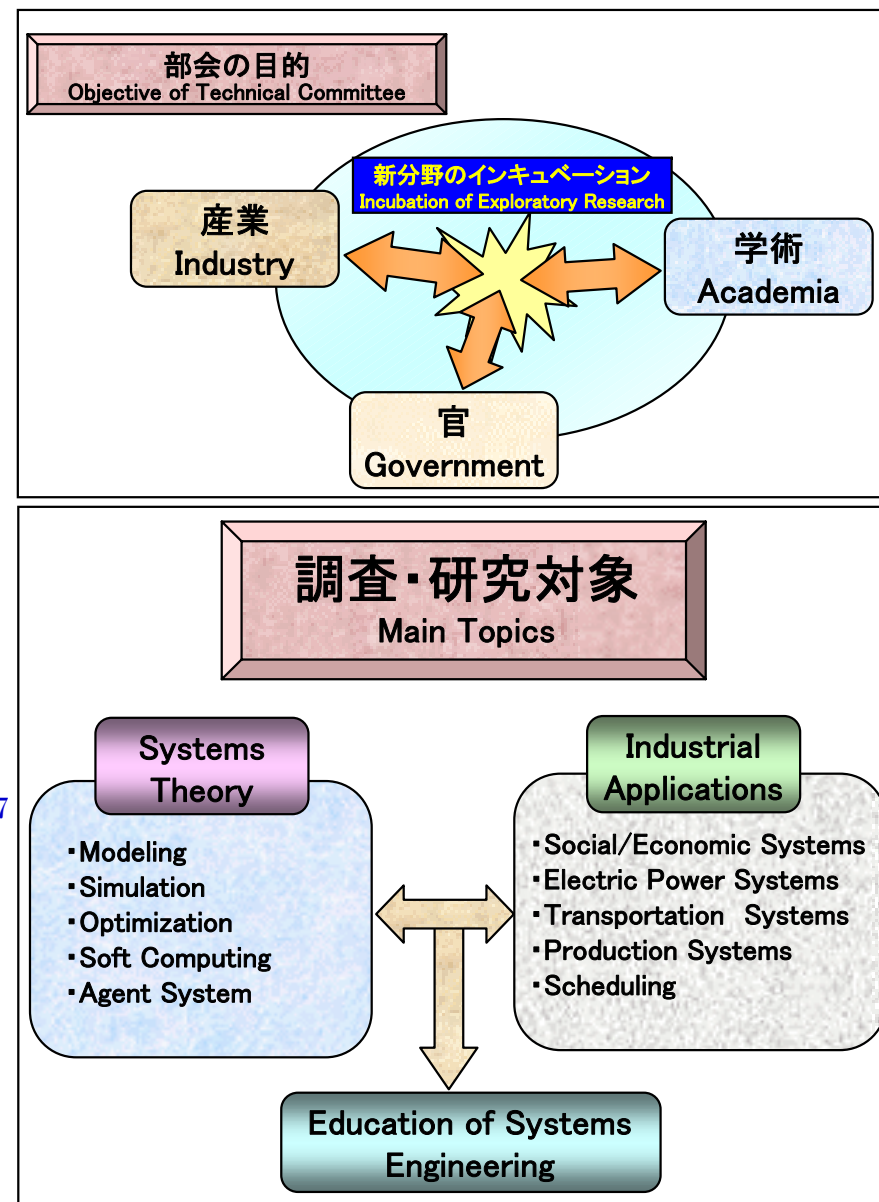 部会の目的
Objective of Technical Committee
新分野のインキュベーション
Incubation of Exploratory Research
産業
Industry
学術
Academia
官
Government
調査・研究対象
Main Topics
Systems
Theory
・Modeling
・Simulation
・Optimization
・Soft Computing
・Agent System
Industrial
Applications
・Social/Economic Systems
・Electric Power Systems
・Transportation Systems
・Production Systems
・Scheduling
7
Education of Systems
Engineering